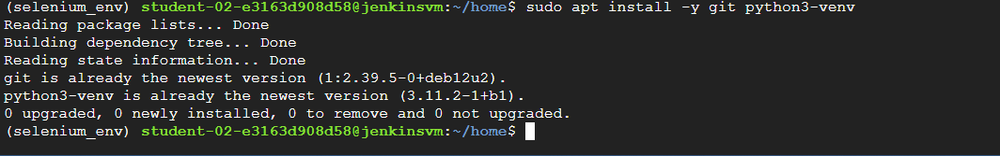 (selenium_env) student-02-e3163d908d58@jenkinsvm:~/home$ sudo apt install -y git python3-venv
Reading package lists... Done
Building dependency tree... Done
Reading state information... Done
git is already the newest version (1:2.39.5-0+deb12u2).
python3-venv is already the newest version (3.11.2-1+b1).
0 upgraded, 0 newly installed, 0 to remove and 0 not upgraded.
(selenium_env) student-02-e3163d908d58@jenkinsvm:~/home$